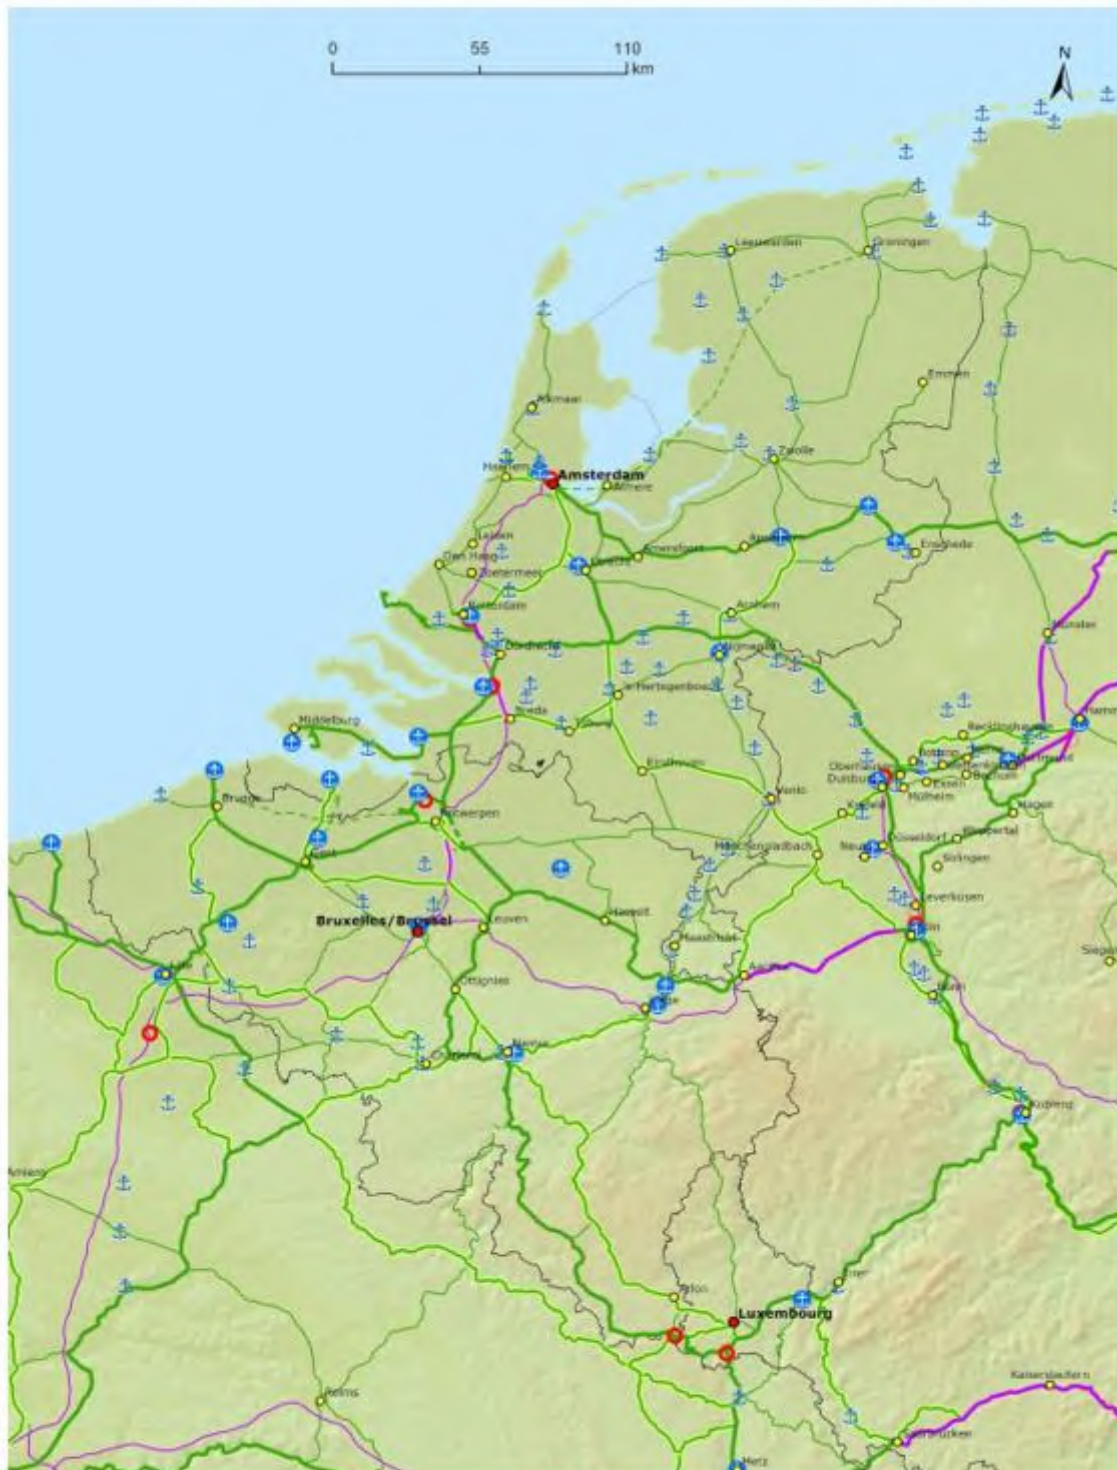 0 55 110
km
N
Leeuwarden
Groningen
Emmen
Alkmaar
Zwolle
Haarlem
Amsterdam
Almere
Leiden
Enschede
Amersfoort
Den Haag
Utrecht
Zoetermeer
Rotterdam
Arnhem
Münster
Dordrecht
Nijmegen
's-Hertogenbosch
Middelburg
Breda
Tilburg
Hamm
Recklinghausen
Bottrop
Eindhoven
Oberhausen
Dortmund
Duisburg
Bochum
Essen
Mülheim
Venlo
Brugge
Krefeld
Hagen
Antwerpen
Düsseldorf
Wuppertal
Mönchengladbach
Neuss
Gent
Solingen
Leverkusen
Bruxelles/Brussel
Leuven
Hasselt
Köln
Maastricht
Siegen
Lille
Aachen
Ottignies
Bonn
Liège
Namur
Charleroi
Koblenz
Amiens
Trier
Arlon
Luxembourg
Kaiserslautern
Reims
Saarbrücken
Metz